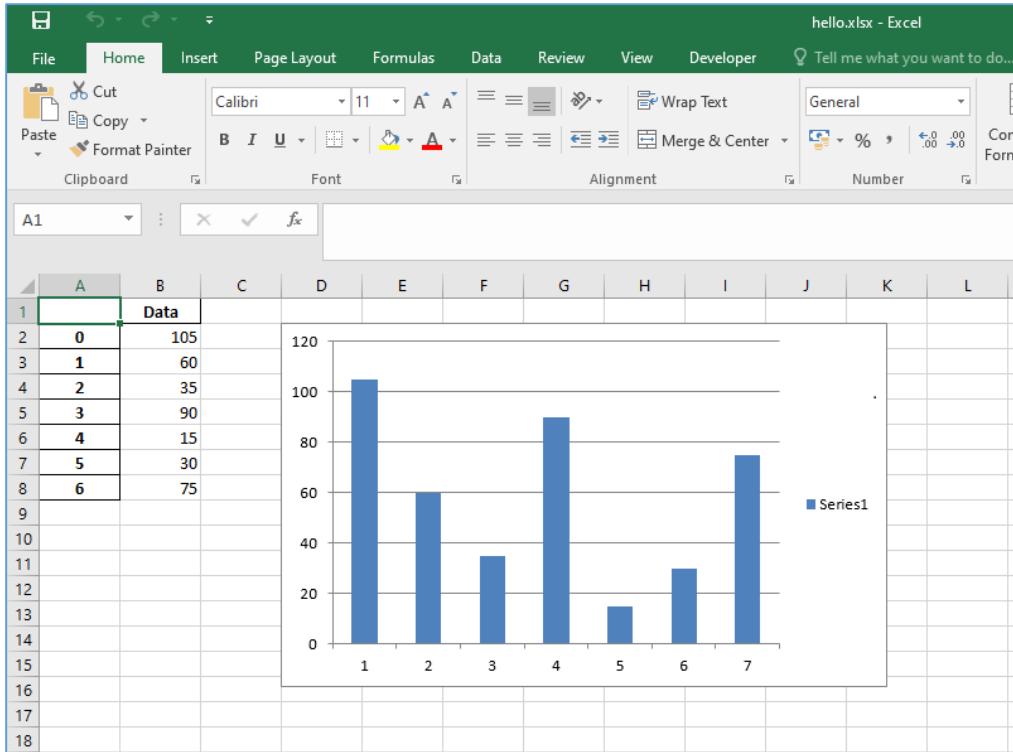 hello.xlsx - Excel
File Home Insert Page Layout Formulas Data Review View Developer Tell me what you want to do...
Cut
Calibri 11 A A Wrap Text General
Copy
Paste
Format Painter B I U A Merge & Center % , .0 .00 .00 .0
Clipboard Font Alignment Number
A1 fx
A B C D E F G H I J K L
1 Data
2 0 105
3 1 60
4 2 35
5 3 90
6 4 15
7 5 30
8 6 75
9
10
11
12
13
14
15
16
17
18
120
100
80
60
40
20
0
1 2 3 4 5 6 7
Series1